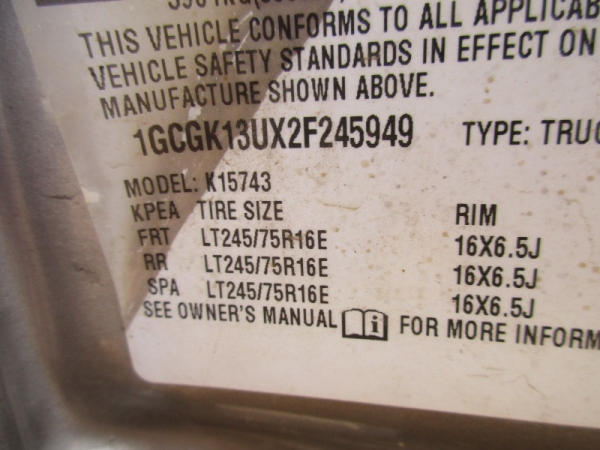 THIS VEHICLE CONFORMS TO ALL APPLICAB
VEHICLE SAFETY STANDARDS IN EFFECT ON
MANUFACTURE SHOWN ABOVE.
1GCGK13UX2F245949 TYPE: TRUC
MODEL: K15743
KPEA TIRE SIZE RIM
FRT LT245/75R16E 16X6.5J
RR LT245/75R16E 16X6.5J
SPA LT245/75R16E 16X6.5J
SEE OWNER'S MANUAL i FOR MORE INFORM